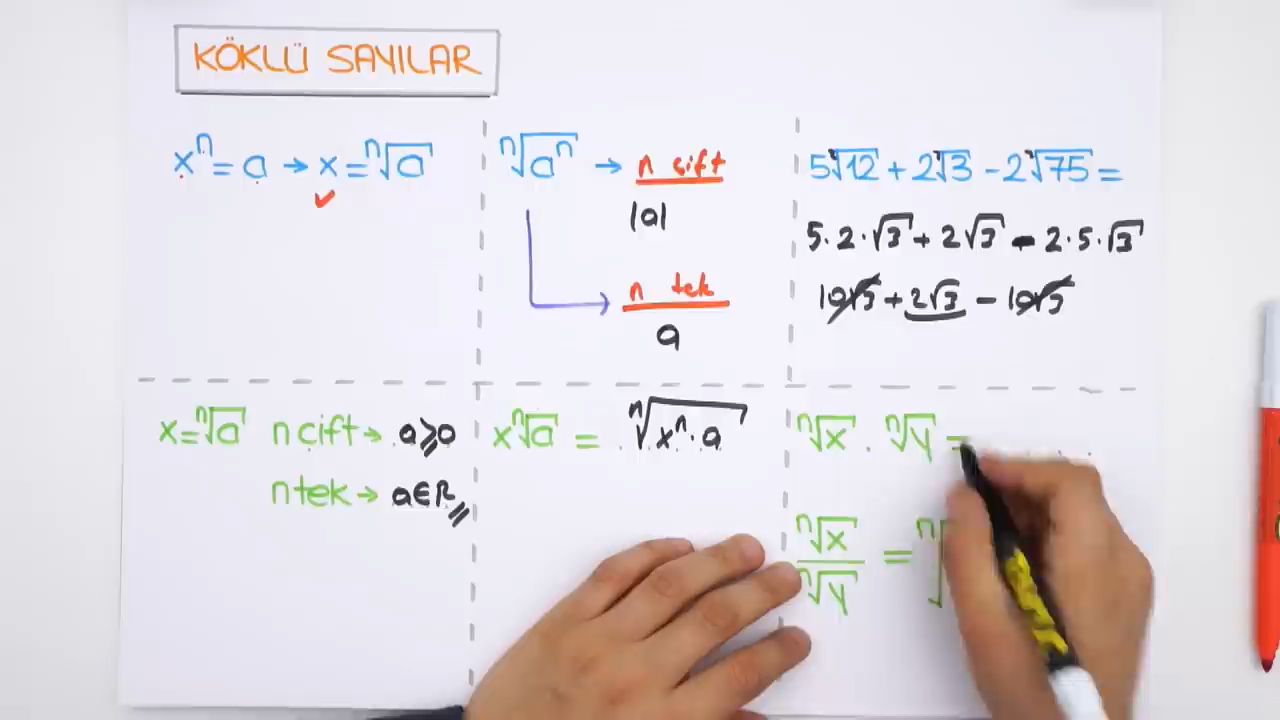 KÖKLÜ SAYILAR
xⁿ = a → x = ⁿ√a
✓
ⁿ√aⁿ → n çift
|a|
n tek
a
5√12 + 2√3 - 2√75 =
5·2·√3 + 2√3 - 2·5·√3
10√3 + 2√3 - 10√3
x = ⁿ√a n çift → a ≥ 0
n tek → a ∈ R
x ⁿ√a = ⁿ√xⁿ·a
ⁿ√x · ⁿ√y =
ⁿ√x / ⁿ√y = ⁿ√